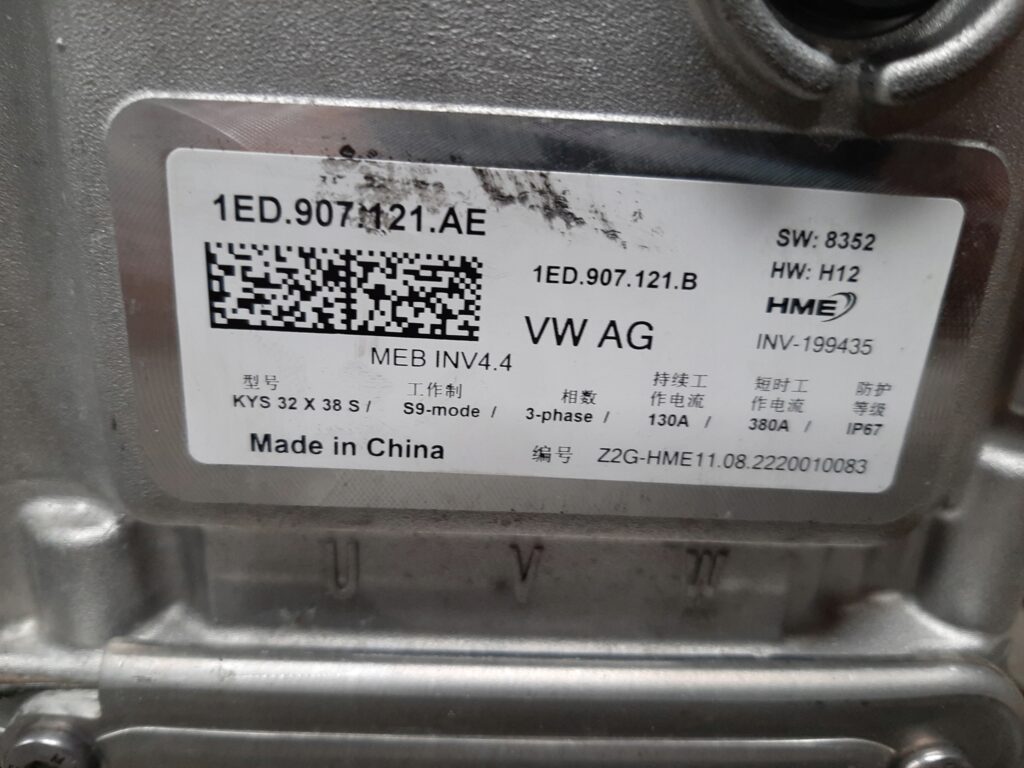 1ED.907.121.AE
SW: 8352
1ED.907.121.B
HW: H12
HME
VW AG
INV-199435
MEB INV4.4
型号
KYS 32 X 38 S /
工作制
S9-mode /
相数
3-phase /
持续工
作电流
130A /
短时工
作电流
380A /
防护
等级
IP67
Made in China
编号 Z2G-HME11.08.2220010083
U V W